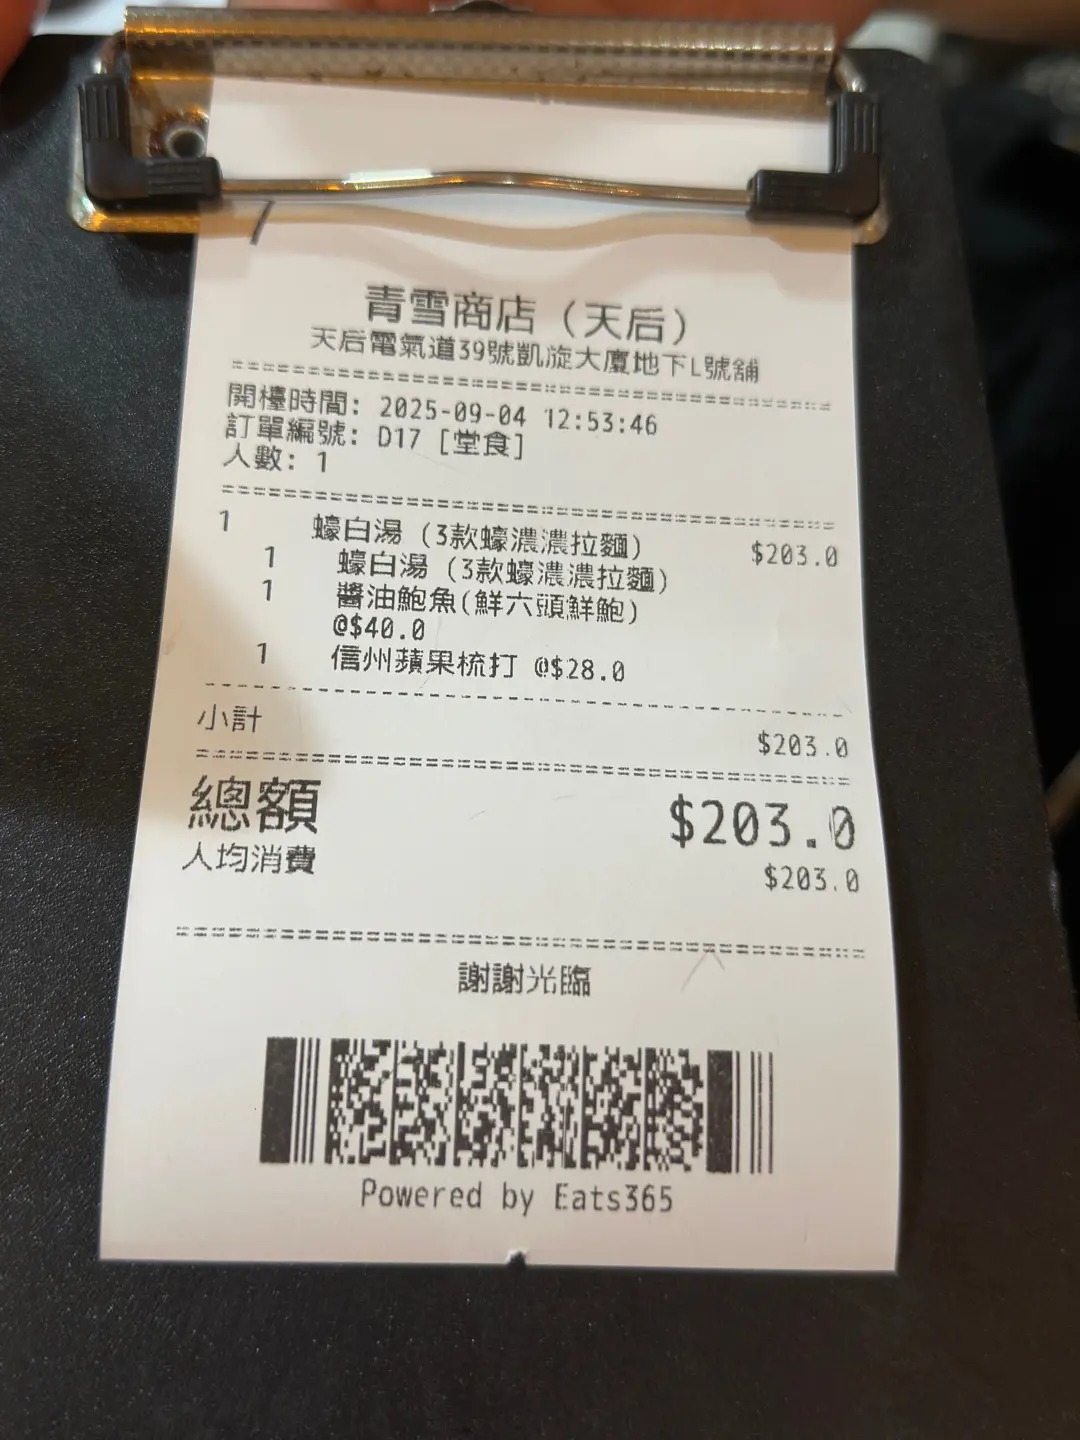 青雪商店（天后）
天后電氣道39號凱旋大廈地下L號舖
開檯時間: 2025-09-04 12:53:46
訂單編號: D17 [堂食]
人數: 1
1 蠔白湯 (3款蠔濃濃拉麵) $203.0
1 蠔白湯 (3款蠔濃濃拉麵)
1 醬油鮑魚(鮮六頭鮮鮑)
@$40.0
1 信州蘋果梳打 @$28.0
小計 $203.0
總額 $203.0
人均消費 $203.0
謝謝光臨
Powered by Eats365